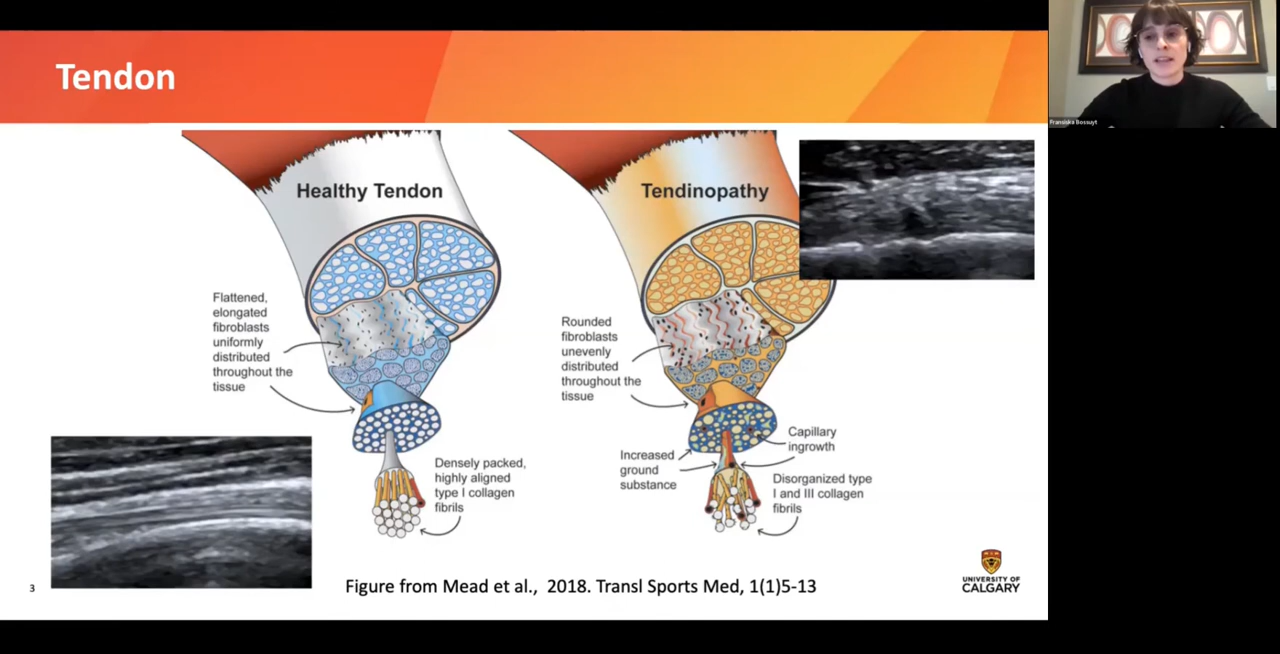 Tendon
Healthy Tendon
Flattened,
elongated
fibroblasts
uniformly
distributed
throughout the
tissue
Densely packed,
highly aligned
type I collagen
fibrils
Tendinopathy
Rounded
fibroblasts
unevenly
distributed
throughout the
tissue
Increased
ground
substance
Capillary
ingrowth
Disorganized type
I and III collagen
fibrils
3
Figure from Mead et al., 2018. Transl Sports Med, 1(1)5-13
UNIVERSITY OF
CALGARY
Fransiska Bossuyt